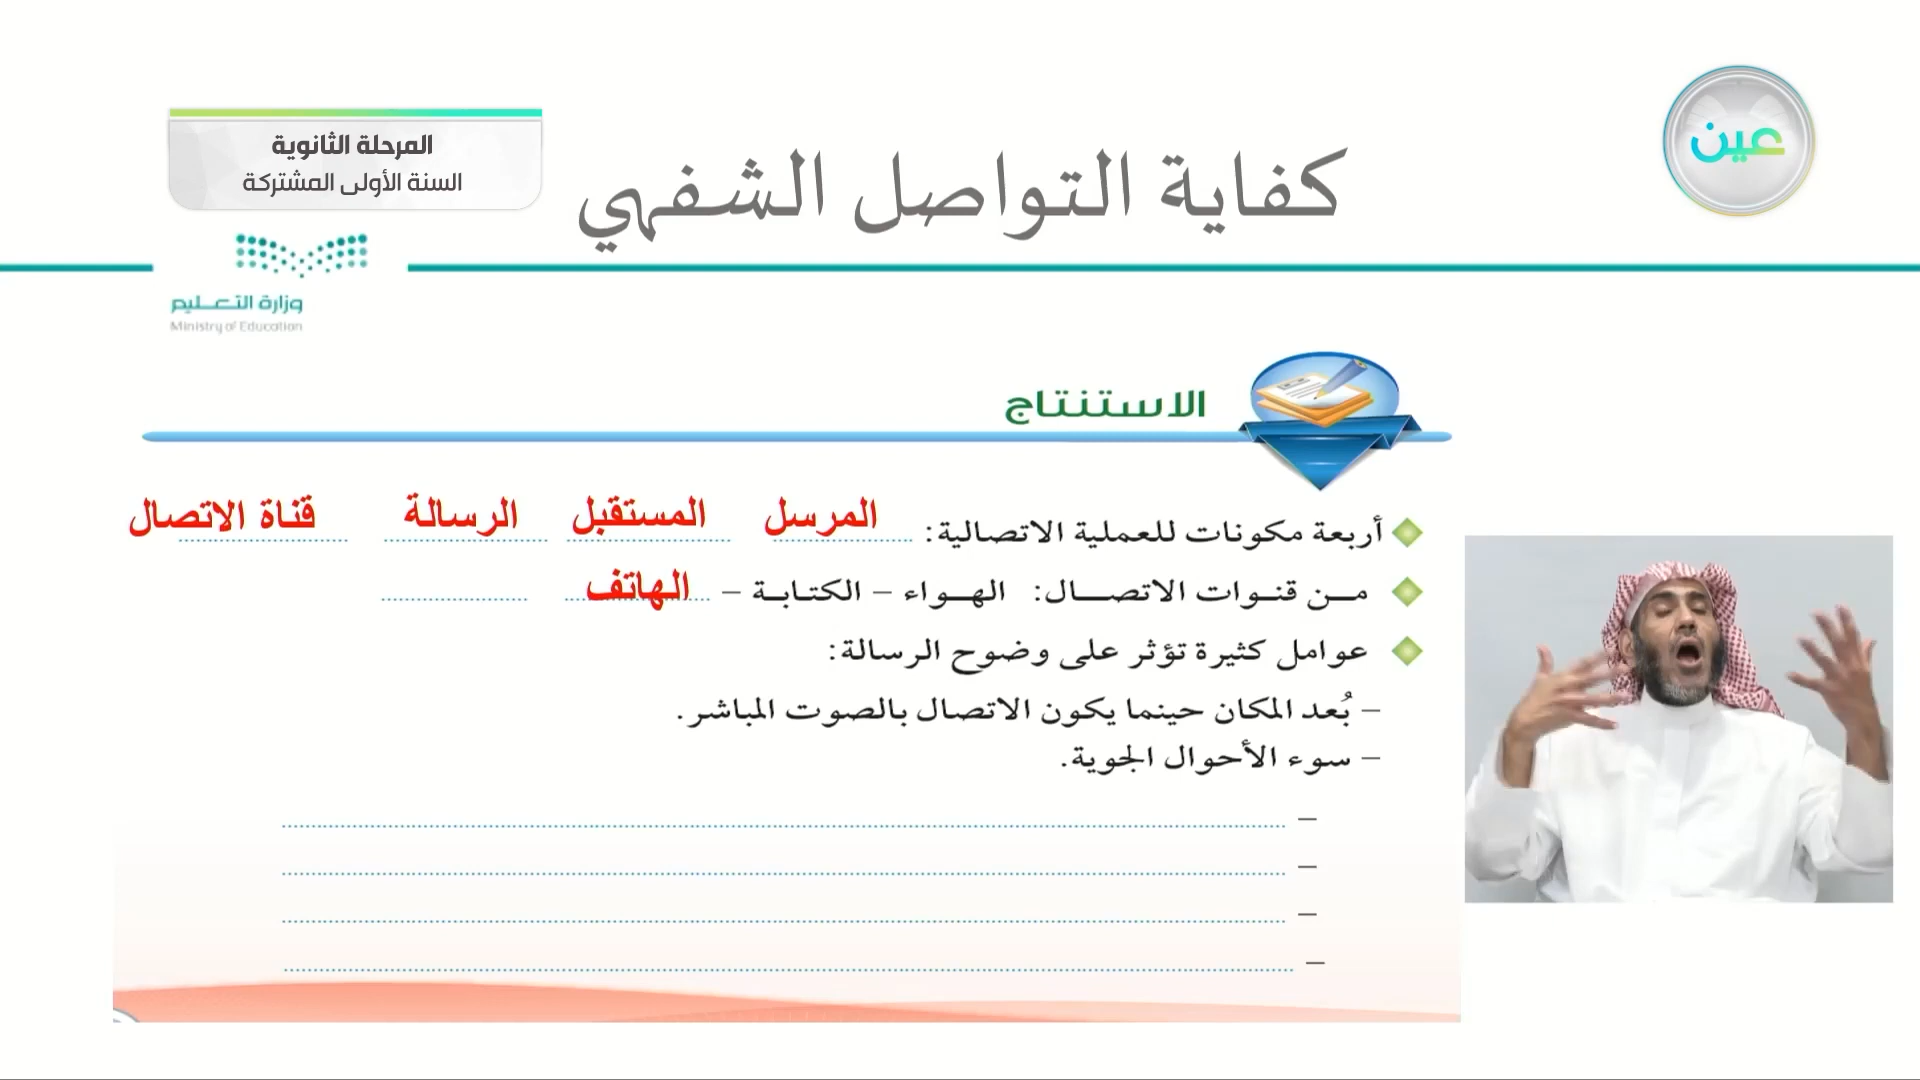 عين
كفاية التواصل الشفهي
المرحلة الثانوية
السنة الأولى المشتركة
وزارة التعليم
Ministry of Education
الاستنتاج
أربعة مكونات للعملية الاتصالية: المرسل المستقبل الرسالة قناة الاتصال
من قنوات الاتصال: الهواء – الكتابة – الهاتف
عوامل كثيرة تؤثر على وضوح الرسالة:
– بُعد المكان حينما يكون الاتصال بالصوت المباشر.
– سوء الأحوال الجوية.
–
–
–
–